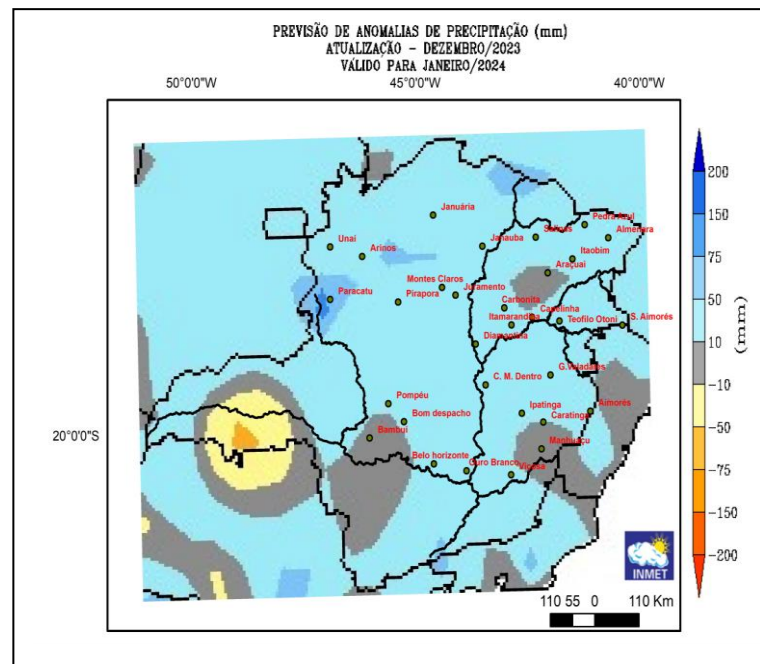 PREVISÃO DE ANOMALIAS DE PRECIPITAÇÃO (mm)
ATUALIZAÇÃO - DEZEMBRO/2023
VÁLIDO PARA JANEIRO/2024
50°0'0"W 45°0'0"W 40°0'0"W
20°0'0"S
Januária
Pedra Azul
Unai
Janauba
Salinas
Almenara
Arinos
Itaobim
Araçuai
Montes Claros
Juramento
Paracatu
Pirapora
Carbonita
Itamarandiba
Capelinha
Teofilo Otoni
S. Aimorés
Diamantina
C. M. Dentro
G.Valadares
Pompéu
Ipatinga
Aimorés
Bom despacho
Caratinga
Bambuí
Manhuaçu
Belo horizonte
Ouro Branco
Viçosa
200
150
100
75
50
10
-10
-50
-75
-100
-150
-200
(mm)
INMET
110 55 0 110 Km